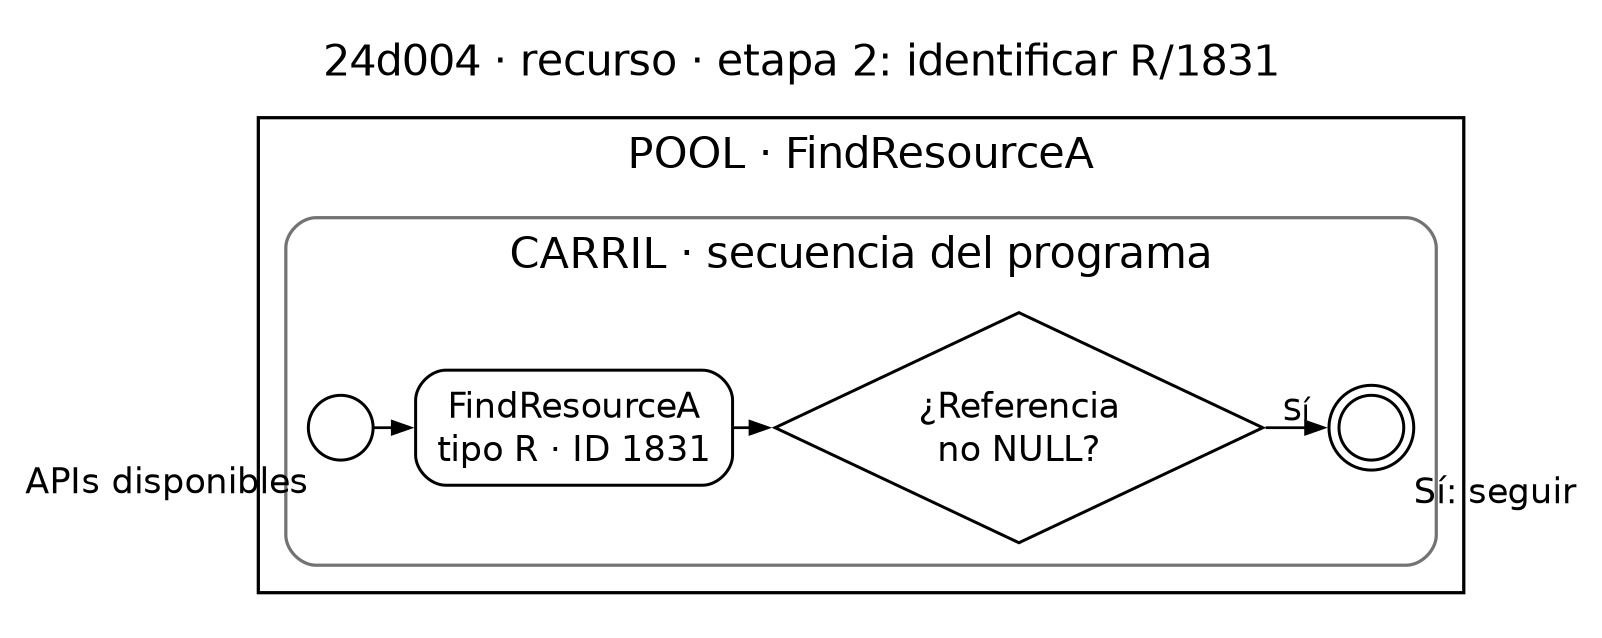 24d004 · recurso · etapa 2: identificar R/1831
POOL · FindResourceA
CARRIL · secuencia del programa
FindResourceA
tipo R · ID 1831
¿Referencia
no NULL?
sí
APIs disponibles
Sí: seguir